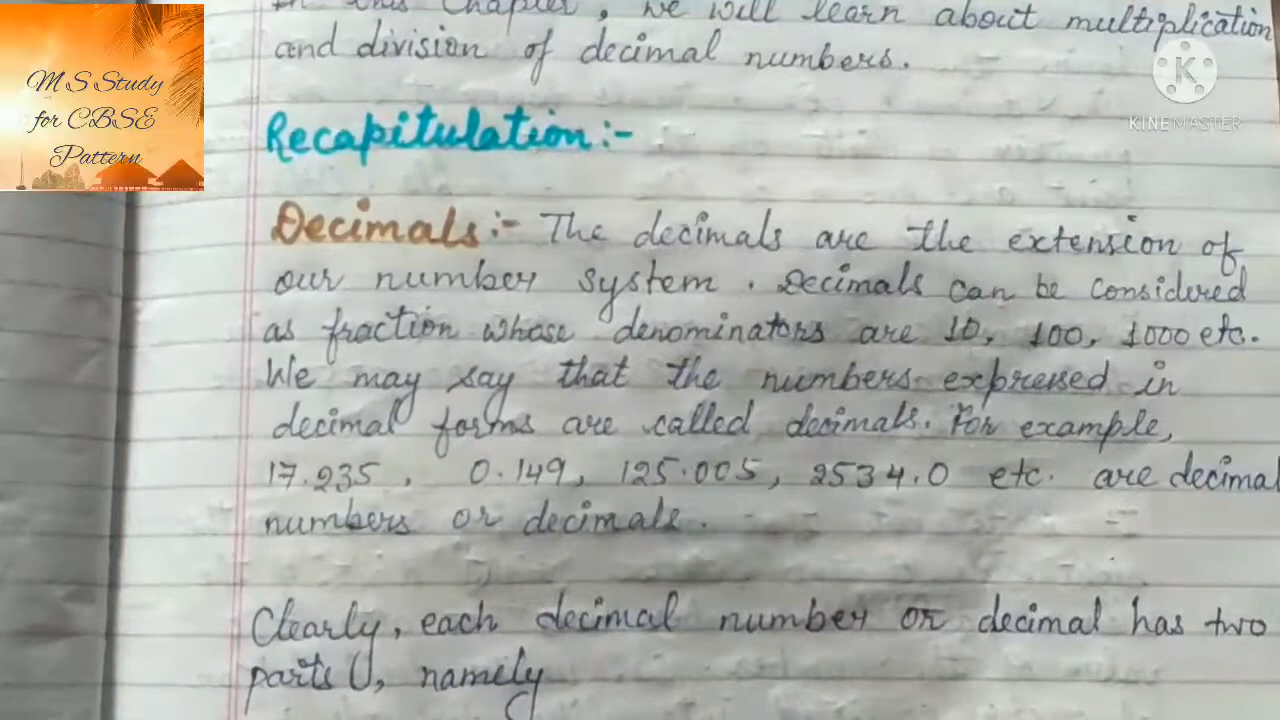 M S Study
for CBSE
Pattern
KINEMASTER
In this Chapter, we will learn about multiplication
and division of decimal numbers.
Recapitulation:-
Decimals:- The decimals are the extension of
our number system. Decimals can be considered
as fraction whose denominators are 10, 100, 1000 etc.
We may say that the numbers expressed in
decimal forms are called decimals. For example,
17.235, 0.149, 125.005, 2534.0 etc. are decimal
numbers or decimals.
Clearly, each decimal number or decimal has two
parts, namely